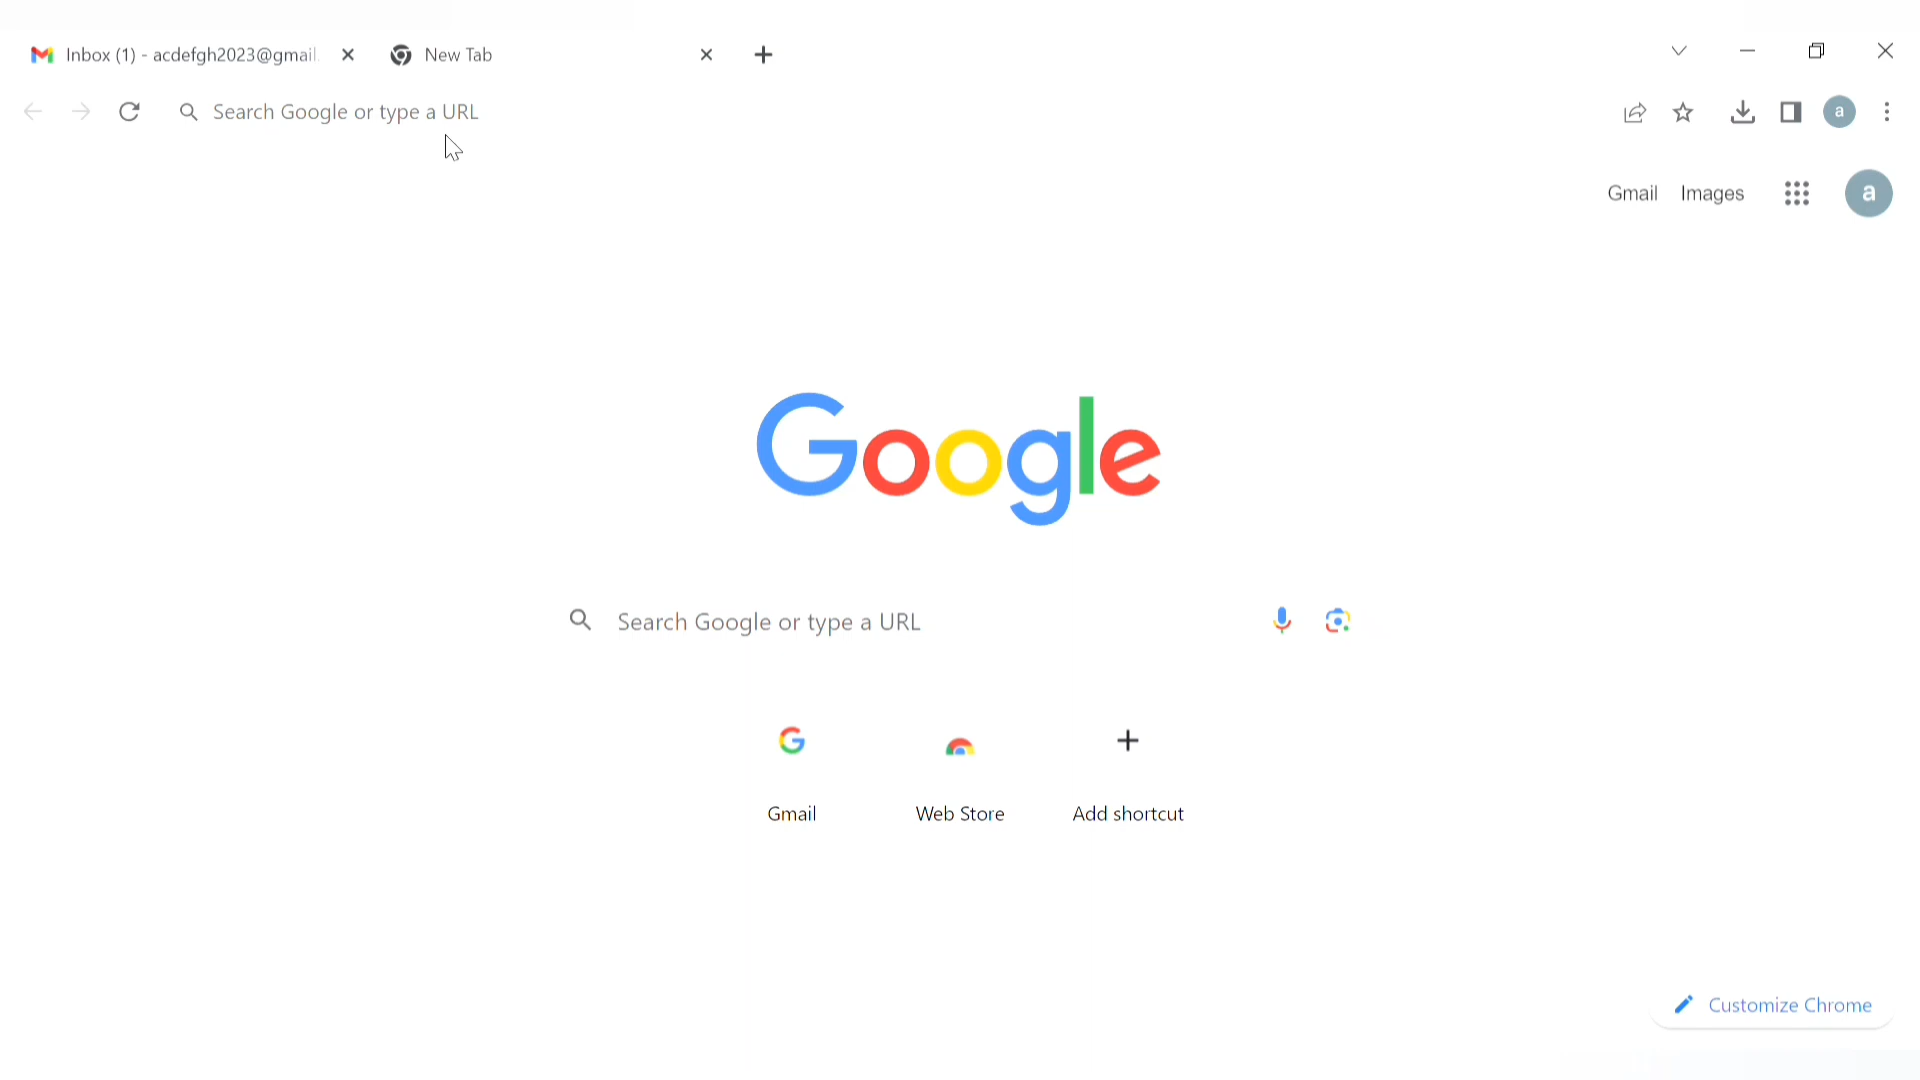 Inbox (1) - acdefgh2023@gmail.
New Tab
Search Google or type a URL
a
Gmail Images a
Google
Search Google or type a URL
Gmail Web Store Add shortcut
Customize Chrome